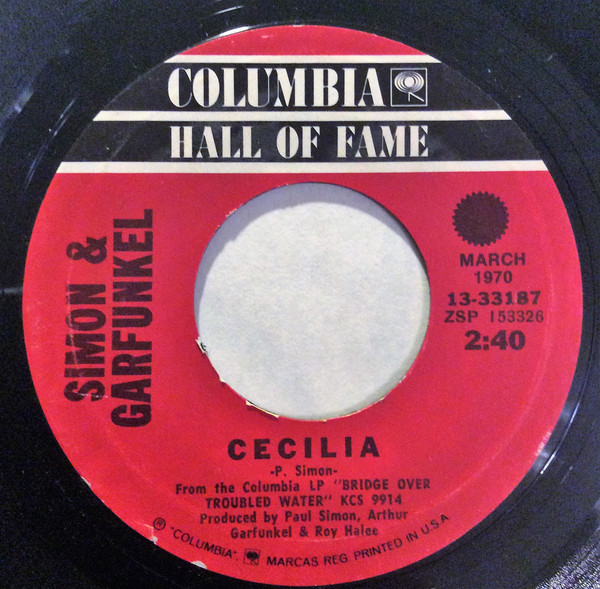 COLUMBIA
HALL OF FAME
SIMON &
GARFUNKEL
MARCH
1970
13-33187
ZSP 153326
2:40
CECILIA
-P. Simon-
From the Columbia LP "BRIDGE OVER
TROUBLED WATER" KCS 9914
Produced by Paul Simon, Arthur
Garfunkel & Roy Halee
℗ "COLUMBIA", MARCAS REG. PRINTED IN U.S.A.